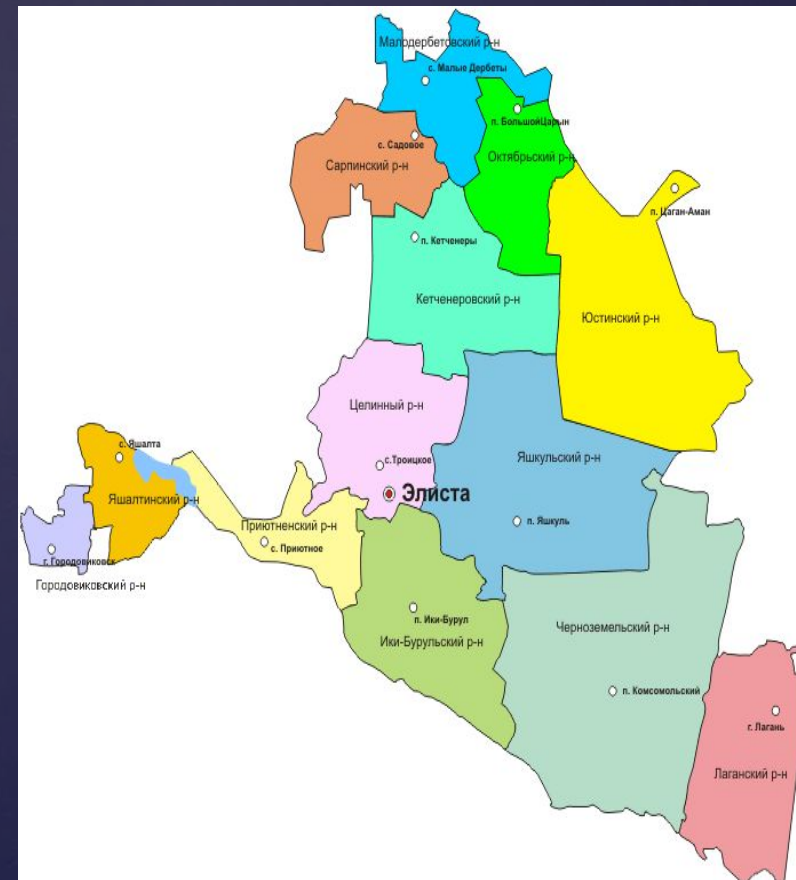 Малодербетовский р-н
с. Малые Дербеты
п. БольшойЦарын
с. Садовое
Октябрьский р-н
Сарпинский р-н
п. Цаган-Аман
п. Кетченеры
Кетченеровский р-н
Юстинский р-н
Целинный р-н
с. Яшалта
с.Троицкое
Яшкульский р-н
Элиста
Яшалтинский р-н
п. Яшкуль
Приютненский р-н
с. Приютное
г. Городовиковск
Городовиковский р-н
п. Ики-Бурул
Черноземельский р-н
Ики-Бурульский р-н
п. Комсомольский
г. Лагань
Лаганский р-н